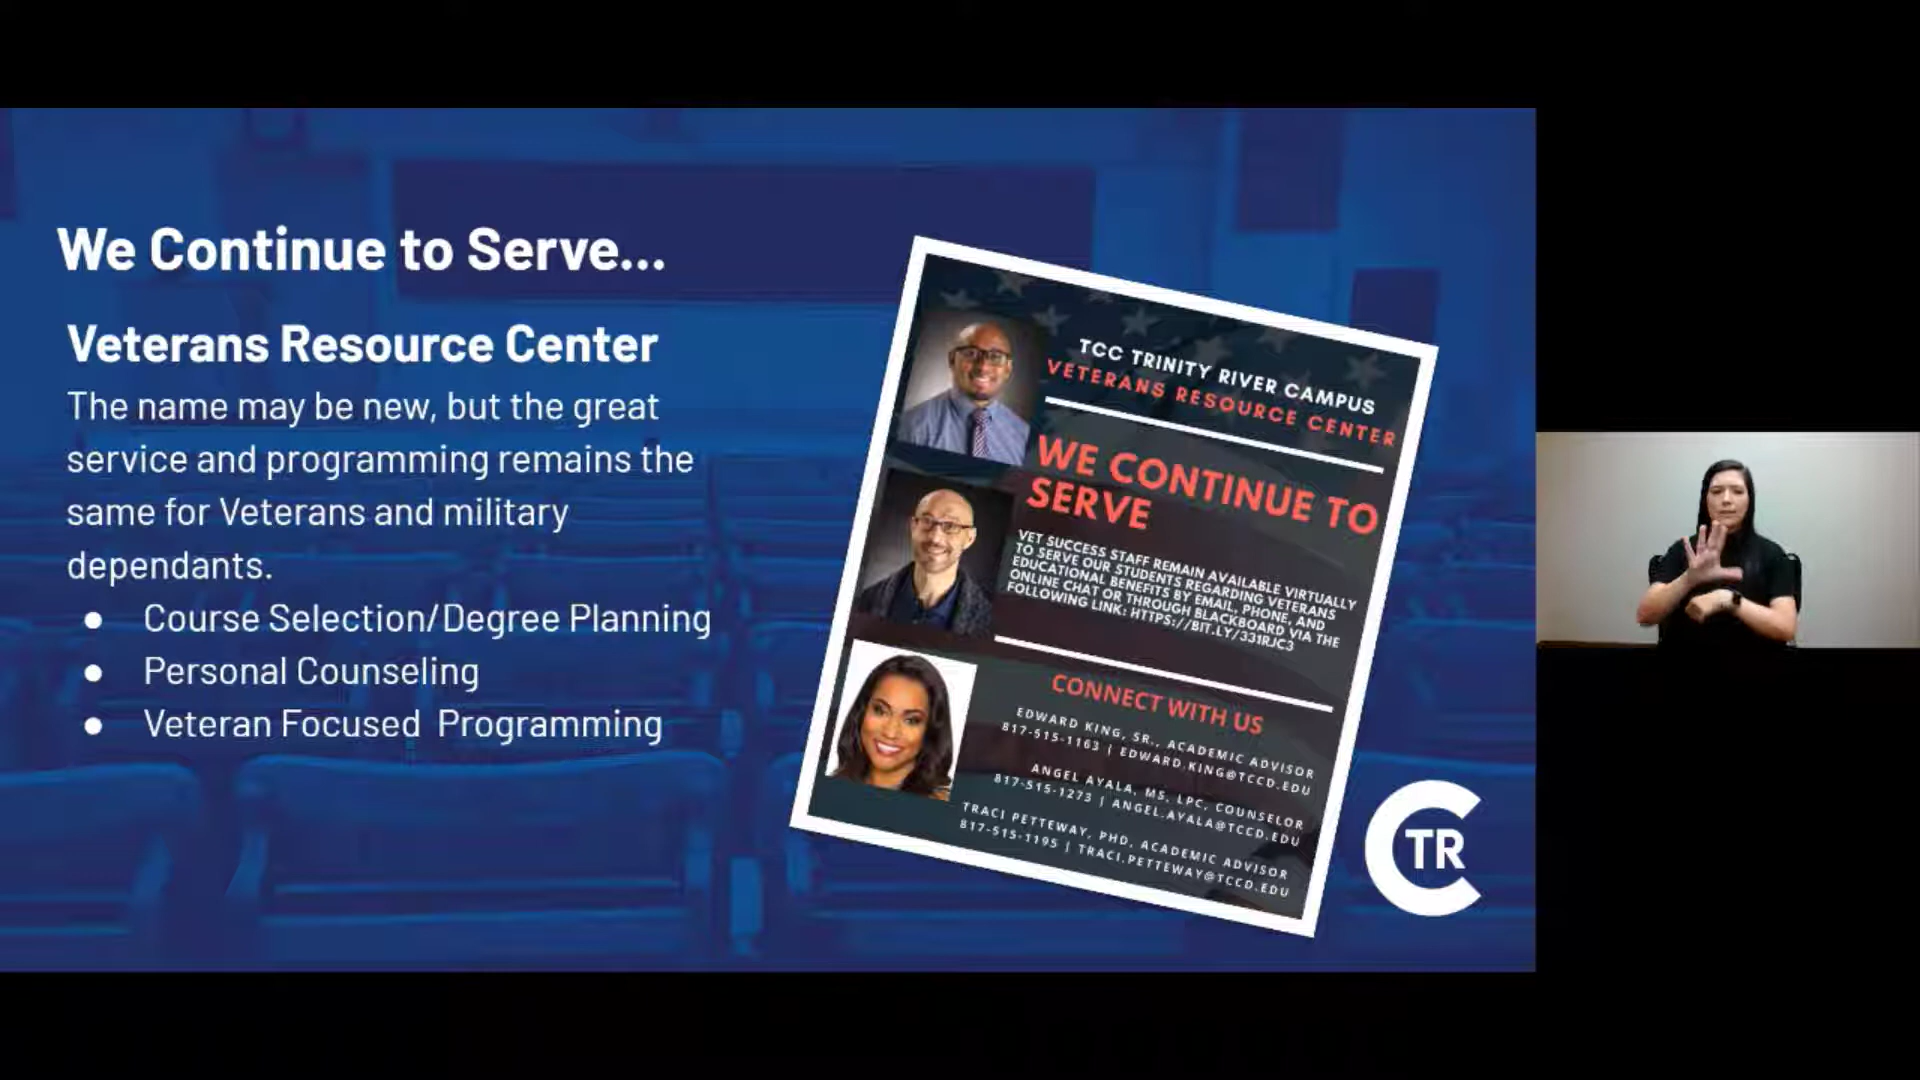 We Continue to Serve...
Veterans Resource Center
The name may be new, but the great
service and programming remains the
same for Veterans and military
dependants.
● Course Selection/Degree Planning
● Personal Counseling
● Veteran Focused Programming
TCC TRINITY RIVER CAMPUS
VETERANS RESOURCE CENTER
WE CONTINUE TO
SERVE
VET SUCCESS STAFF REMAIN AVAILABLE VIRTUALLY
TO SERVE OUR STUDENTS REGARDING VETERANS
EDUCATIONAL BENEFITS BY EMAIL, PHONE, AND
ONLINE CHAT OR THROUGH BLACKBOARD VIA THE
FOLLOWING LINK: HTTPS://BIT.LY/331RJC3
CONNECT WITH US
EDWARD KING, SR., ACADEMIC ADVISOR
817-515-1163 | EDWARD.KING@TCCD.EDU
ANGEL AYALA, MS, LPC, COUNSELOR
817-515-1273 | ANGEL.AYALA@TCCD.EDU
TRACI PETTEWAY, PHD, ACADEMIC ADVISOR
817-515-1195 | TRACI.PETTEWAY@TCCD.EDU
TR